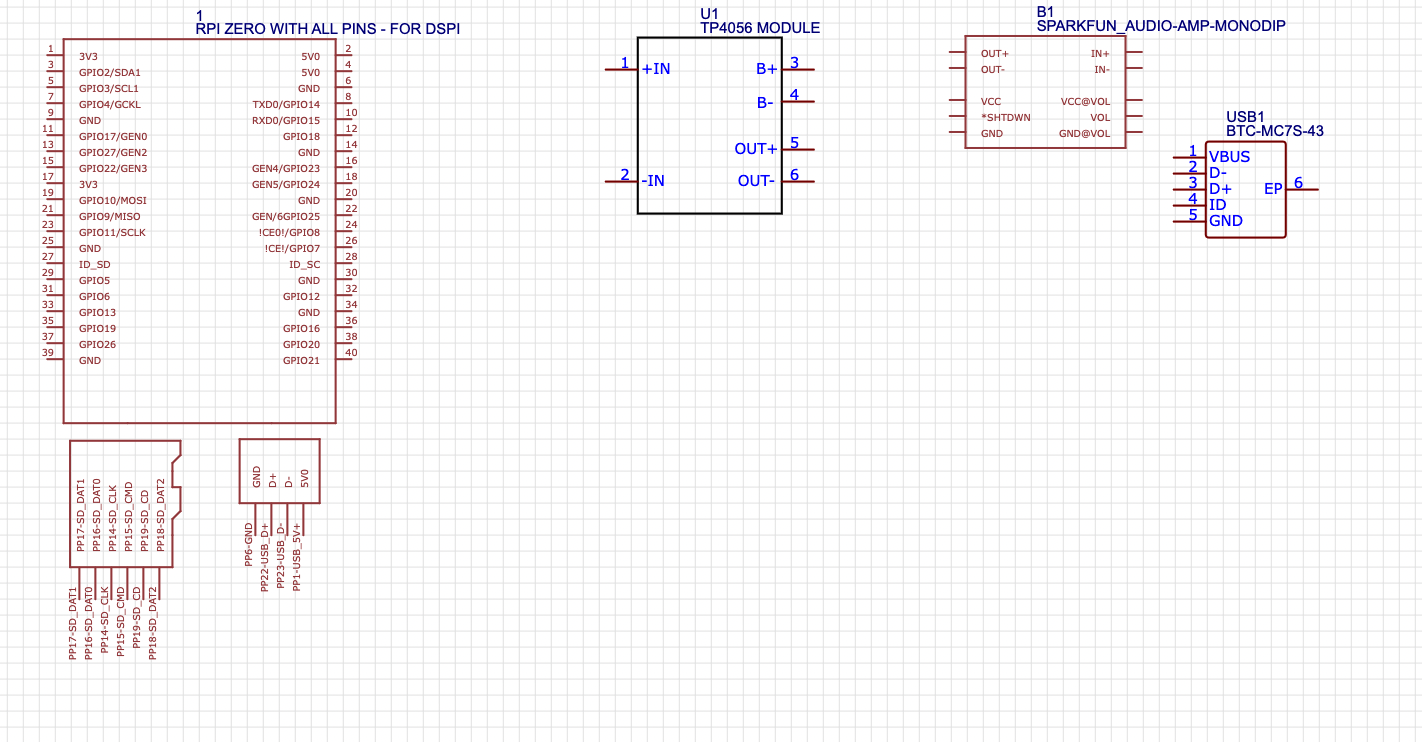 1
RPI ZERO WITH ALL PINS - FOR DSPI
1 3V3 5V0 2
3 GPIO2/SDA1 5V0 4
5 GPIO3/SCL1 GND 6
7 GPIO4/GCKL TXD0/GPIO14 8
9 GND RXD0/GPIO15 10
11 GPIO17/GEN0 GPIO18 12
13 GPIO27/GEN2 GND 14
15 GPIO22/GEN3 GEN4/GPIO23 16
17 3V3 GEN5/GPIO24 18
19 GPIO10/MOSI GND 20
21 GPIO9/MISO GEN/6GPIO25 22
23 GPIO11/SCLK !CE0!/GPIO8 24
25 GND !CE!/GPIO7 26
27 ID_SD ID_SC 28
29 GPIO5 GND 30
31 GPIO6 GPIO12 32
33 GPIO13 GND 34
35 GPIO19 GPIO16 36
37 GPIO26 GPIO20 38
39 GND GPIO21 40
PP17-SD_DAT1
PP16-SD_DAT0
PP14-SD_CLK
PP15-SD_CMD
PP19-SD_CD
PP18-SD_DAT2
PP17-SD_DAT1
PP16-SD_DAT0
PP14-SD_CLK
PP15-SD_CMD
PP19-SD_CD
PP18-SD_DAT2
GND
D+
D-
5V0
PP6-GND
PP22-USB_D+
PP23-USB_D-
PP1-USB_5V+
U1
TP4056 MODULE
1 +IN B+ 3
B- 4
OUT+ 5
2 -IN OUT- 6
B1
SPARKFUN_AUDIO-AMP-MONODIP
OUT+ IN+
OUT- IN-
VCC VCC@VOL
*SHTDWN VOL
GND GND@VOL
USB1
BTC-MC7S-43
1 VBUS
2 D-
3 D+ EP 6
4 ID
5 GND